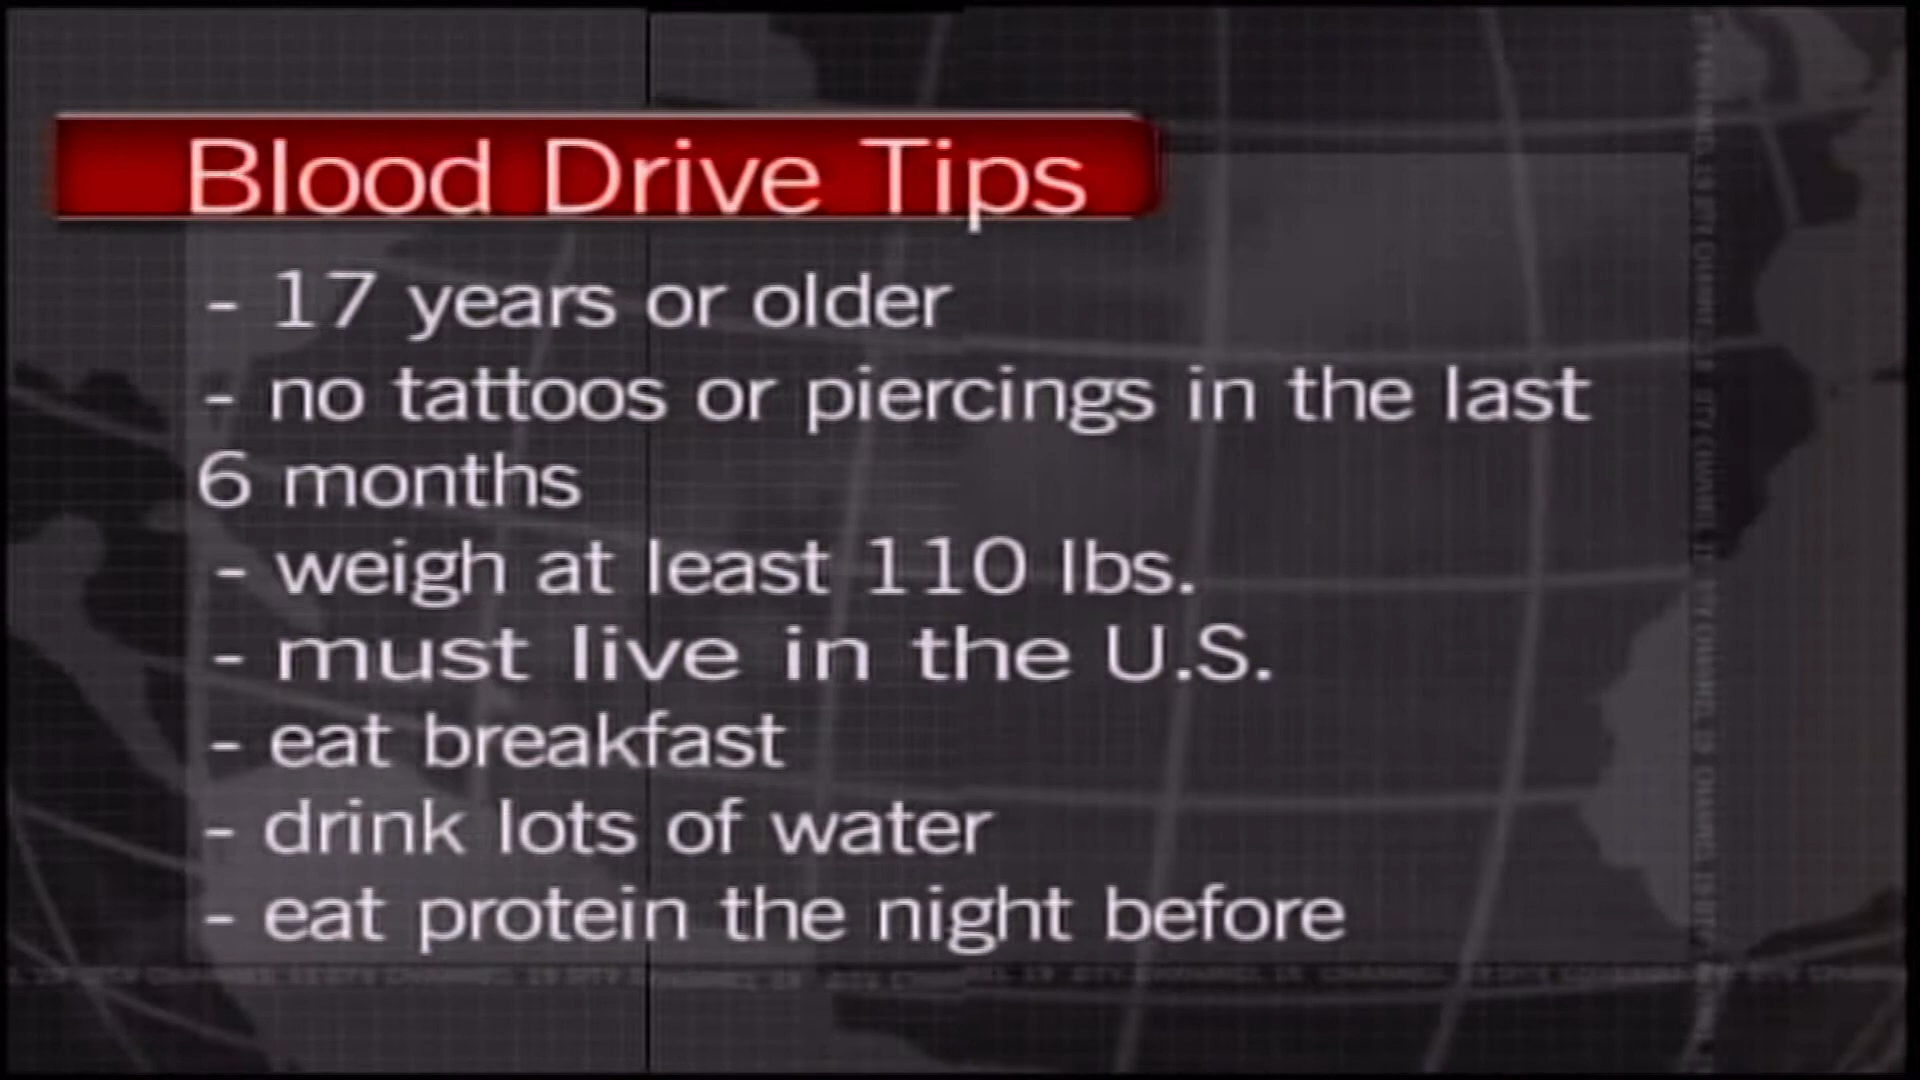 Blood Drive Tips
- 17 years or older
- no tattoos or piercings in the last
6 months
- weigh at least 110 lbs.
- must live in the U.S.
- eat breakfast
- drink lots of water
- eat protein the night before